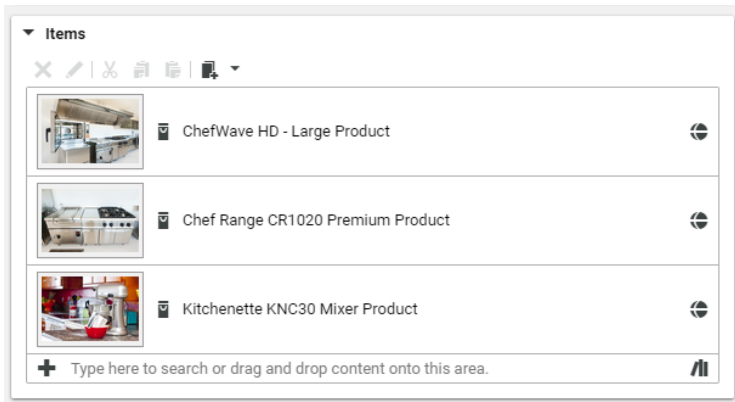 Items
ChefWave HD - Large Product
Chef Range CR1020 Premium Product
Kitchenette KNC30 Mixer Product
Type here to search or drag and drop content onto this area.